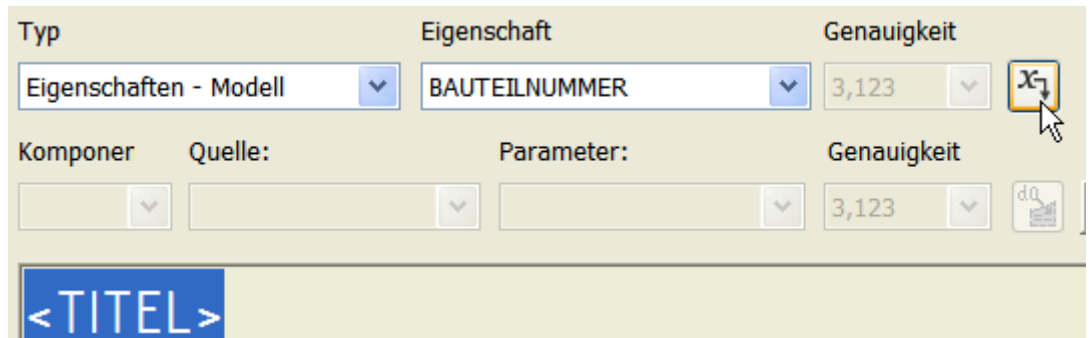 Typ Eigenschaft Genauigkeit
Eigenschaften - Modell BAUTEILNUMMER 3,123
Komponer Quelle: Parameter: Genauigkeit
3,123
<TITEL>